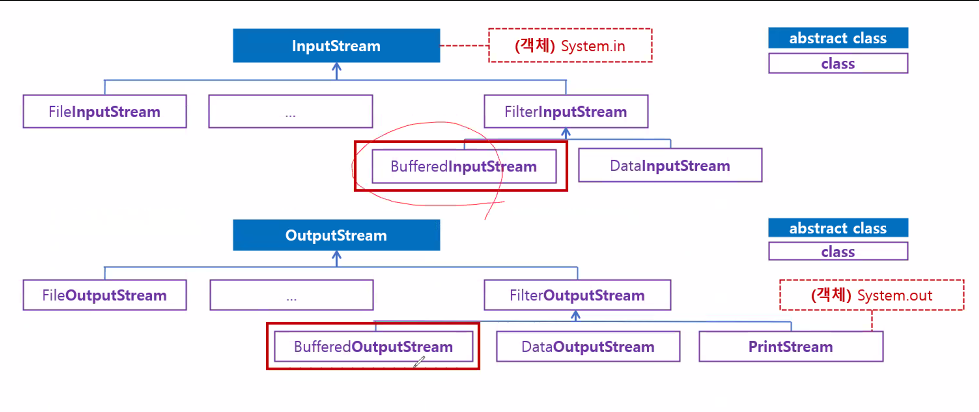 InputStream
(객체) System.in
abstract class
class
FileInputStream
...
FilterInputStream
BufferedInputStream
DataInputStream
OutputStream
abstract class
class
FileOutputStream
...
FilterOutputStream
(객체) System.out
BufferedOutputStream
DataOutputStream
PrintStream